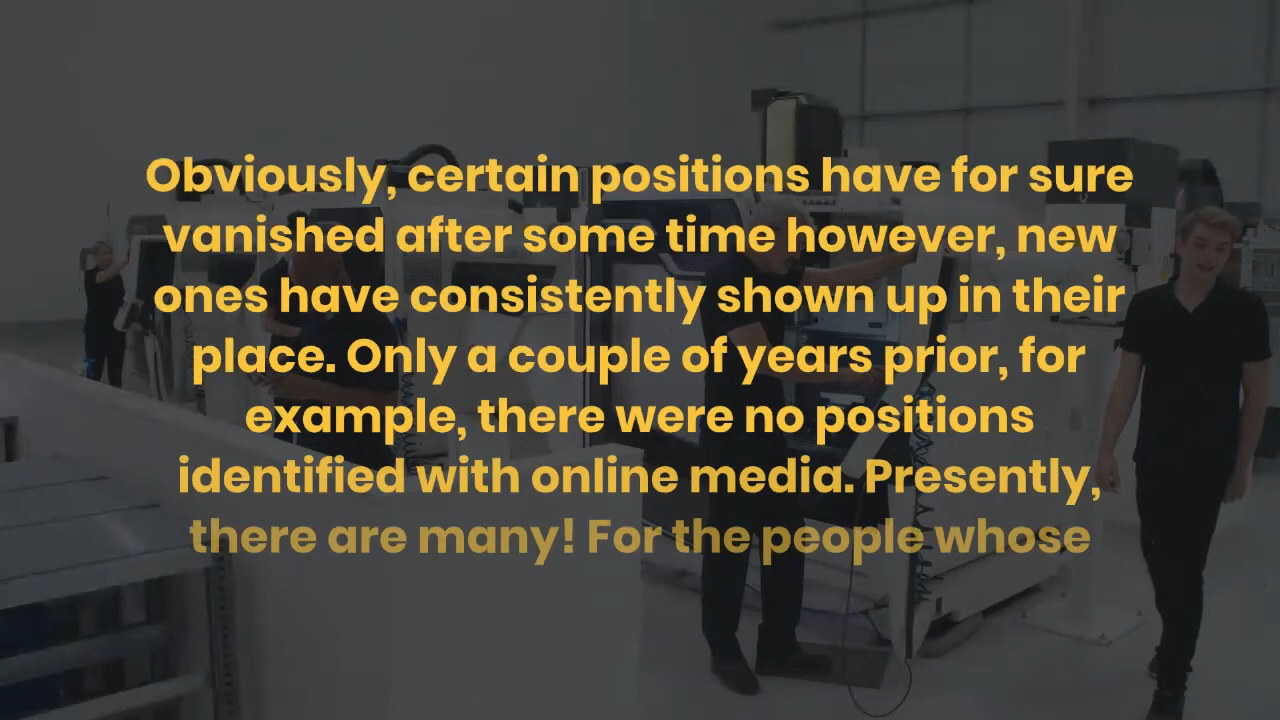 Obviously, certain positions have for sure
vanished after some time however, new
ones have consistently shown up in their
place. Only a couple of years prior, for
example, there were no positions
identified with online media. Presently,
there are many! For the people whose